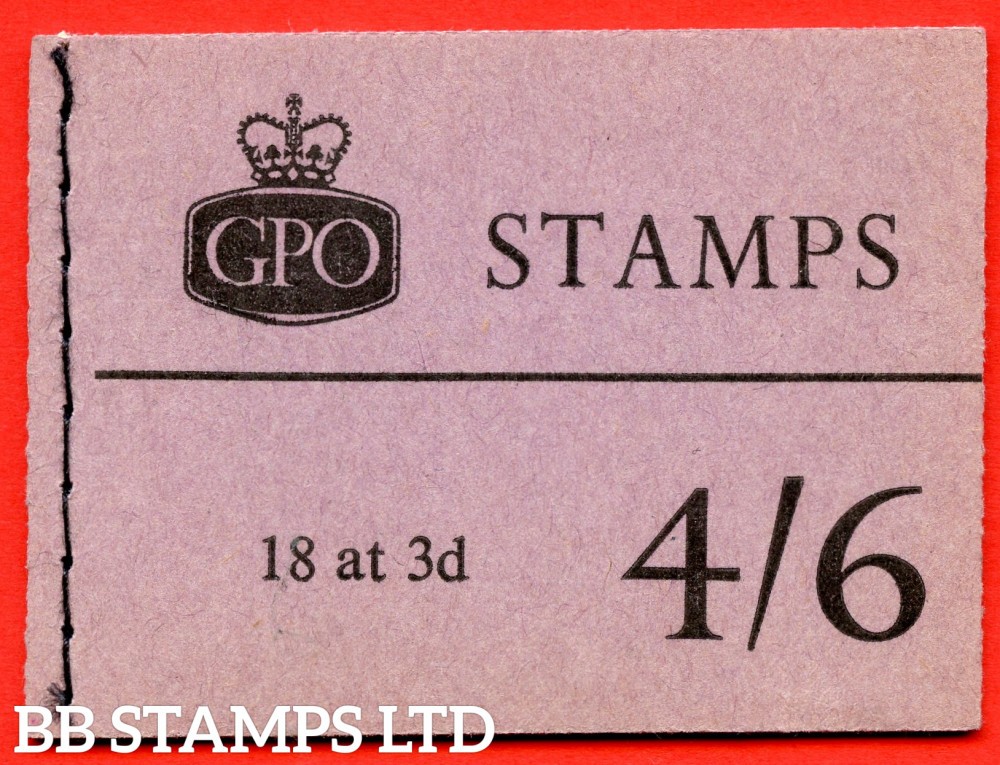 GPO STAMPS
18 at 3d 4/6
BB STAMPS LTD